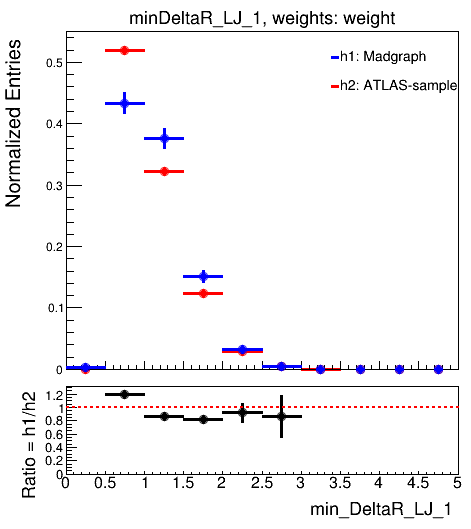 minDeltaR_LJ_1, weights: weight
Normalized Entries
h1: Madgraph
h2: ATLAS-sample
0.5
0.4
0.3
0.2
0.1
0
Ratio = h1/h2
1.2
1
0.8
0.6
0.4
0.2
0
0 0.5 1 1.5 2 2.5 3 3.5 4 4.5 5
min_DeltaR_LJ_1